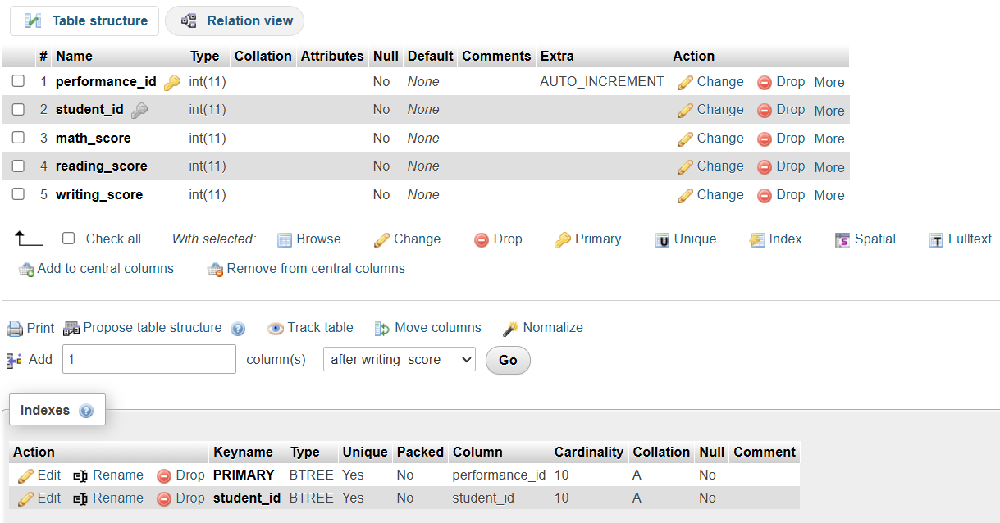 Table structure Relation view
# Name Type Collation Attributes Null Default Comments Extra Action
1 performance_id int(11) No None AUTO_INCREMENT Change Drop More
2 student_id int(11) No None Change Drop More
3 math_score int(11) No None Change Drop More
4 reading_score int(11) No None Change Drop More
5 writing_score int(11) No None Change Drop More
Check all With selected: Browse Change Drop Primary Unique Index Spatial Fulltext
Add to central columns Remove from central columns
Print Propose table structure Track table Move columns Normalize
Add 1 column(s) after writing_score Go
Indexes
Action Keyname Type Unique Packed Column Cardinality Collation Null Comment
Edit Rename Drop PRIMARY BTREE Yes No performance_id 10 A No
Edit Rename Drop student_id BTREE Yes No student_id 10 A No